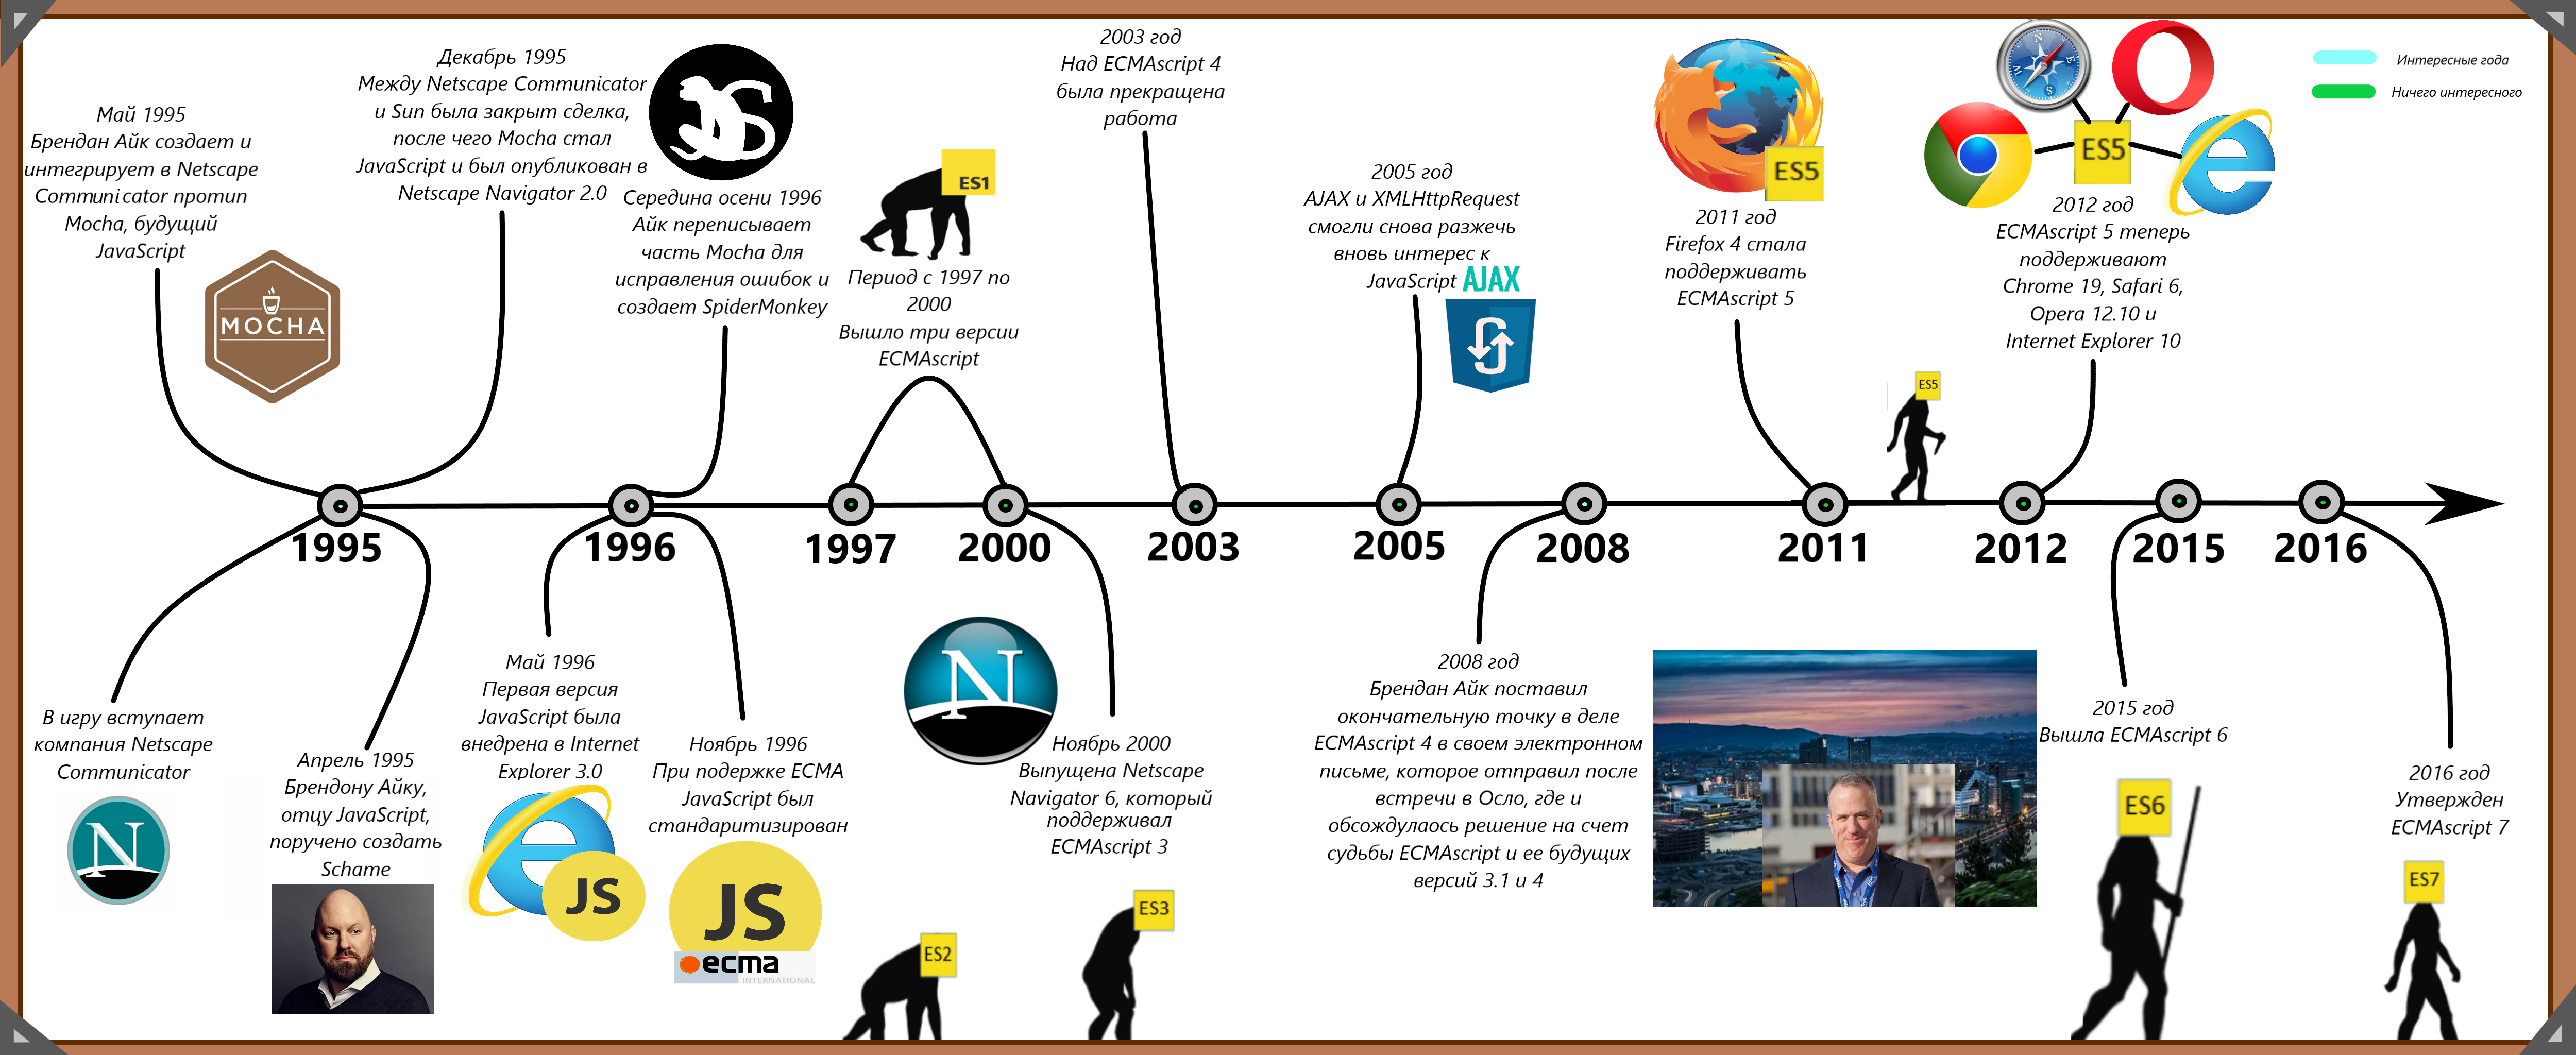 Май 1995
Брендан Айк создает и
интегрирует в Netscape
Communicator протип
Mocha, будущий
JavaScript
MOCHA
Декабрь 1995
Между Netscape Communicator
и Sun была закрыт сделка,
после чего Mocha стал
JavaScript и был опубликован в
Netscape Navigator 2.0
JS
Середина осени 1996
Айк переписывает
часть Mocha для
исправления ошибок и
создает SpiderMonkey
ES1
Период с 1997 по
2000
Вышло три версии
ECMAscript
2003 год
Над ECMAscript 4
была прекращена
работа
2005 год
AJAX и XMLHttpRequest
смогли снова разжечь
вновь интерес к
JavaScript
AJAX
ES5
2011 год
Firefox 4 стала
поддерживать
ECMAscript 5
ES5
ES5
2012 год
ECMAscript 5 теперь
поддерживают
Chrome 19, Safari 6,
Opera 12.10 и
Internet Explorer 10
Интересные года
Ничего интересного
1995
1996
1997
2000
2003
2005
2008
2011
2012
2015
2016
В игру вступает
компания Netscape
Communicator
N
Апрель 1995
Брендону Айку,
отцу JavaScript,
поручено создать
Schame
Май 1996
Первая версия
JavaScript была
внедрена в Internet
Explorer 3.0
JS
Ноябрь 1996
При подержке ECMA
JavaScript был
стандаритизирован
JS
ecma
INTERNATIONAL
N
Ноябрь 2000
Выпущена Netscape
Navigator 6, который
поддерживал
ECMAscript 3
ES2
ES3
2008 год
Брендан Айк поставил
окончательную точку в деле
ECMAscript 4 в своем электронном
письме, которое отправил после
встречи в Осло, где и
обсождулаось решение на счет
судьбы ECMAscript и ее будущих
версий 3.1 и 4
2015 год
Вышла ECMAscript 6
ES6
2016 год
Утвержден
ECMAscript 7
ES7